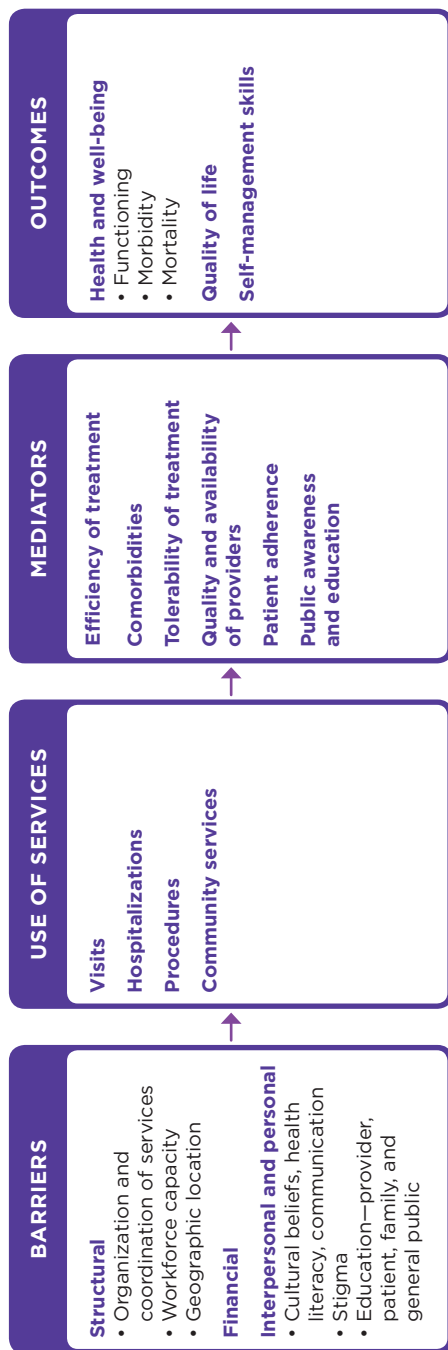 BARRIERS
Structural
• Organization and
coordination of services
• Workforce capacity
• Geographic location
Financial
Interpersonal and personal
• Cultural beliefs, health
literacy, communication
• Stigma
• Education—provider,
patient, family, and
general public
USE OF SERVICES
Visits
Hospitalizations
Procedures
Community services
MEDIATORS
Efficiency of treatment
Comorbidities
Tolerability of treatment
Quality and availability
of providers
Patient adherence
Public awareness
and education
OUTCOMES
Health and well-being
• Functioning
• Morbidity
• Mortality
Quality of life
Self-management skills